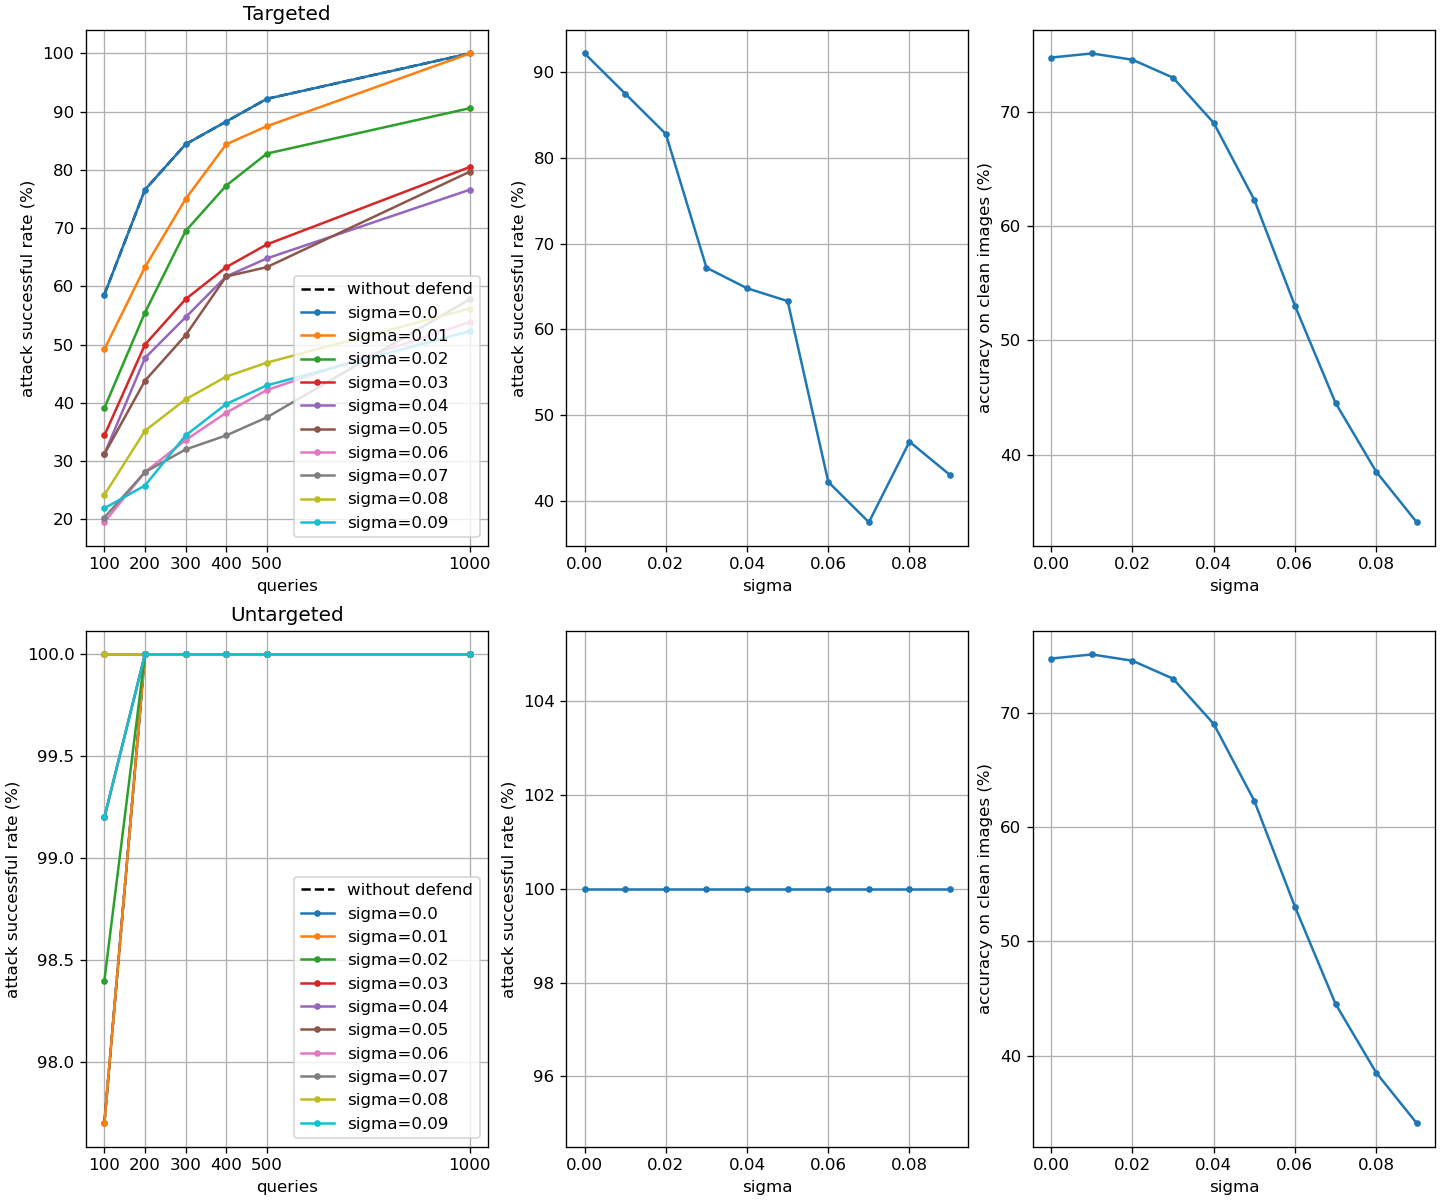 Targeted
attack successful rate (%)
100
90
80
70
60
50
40
30
20
without defend
sigma=0.0
sigma=0.01
sigma=0.02
sigma=0.03
sigma=0.04
sigma=0.05
sigma=0.06
sigma=0.07
sigma=0.08
sigma=0.09
100 200 300 400 500 1000
queries
attack successful rate (%)
90
80
70
60
50
40
0.00 0.02 0.04 0.06 0.08
sigma
accuracy on clean images (%)
70
60
50
40
0.00 0.02 0.04 0.06 0.08
sigma
Untargeted
attack successful rate (%)
100.0
99.5
99.0
98.5
98.0
without defend
sigma=0.0
sigma=0.01
sigma=0.02
sigma=0.03
sigma=0.04
sigma=0.05
sigma=0.06
sigma=0.07
sigma=0.08
sigma=0.09
100 200 300 400 500 1000
queries
attack successful rate (%)
104
102
100
98
96
0.00 0.02 0.04 0.06 0.08
sigma
accuracy on clean images (%)
70
60
50
40
0.00 0.02 0.04 0.06 0.08
sigma